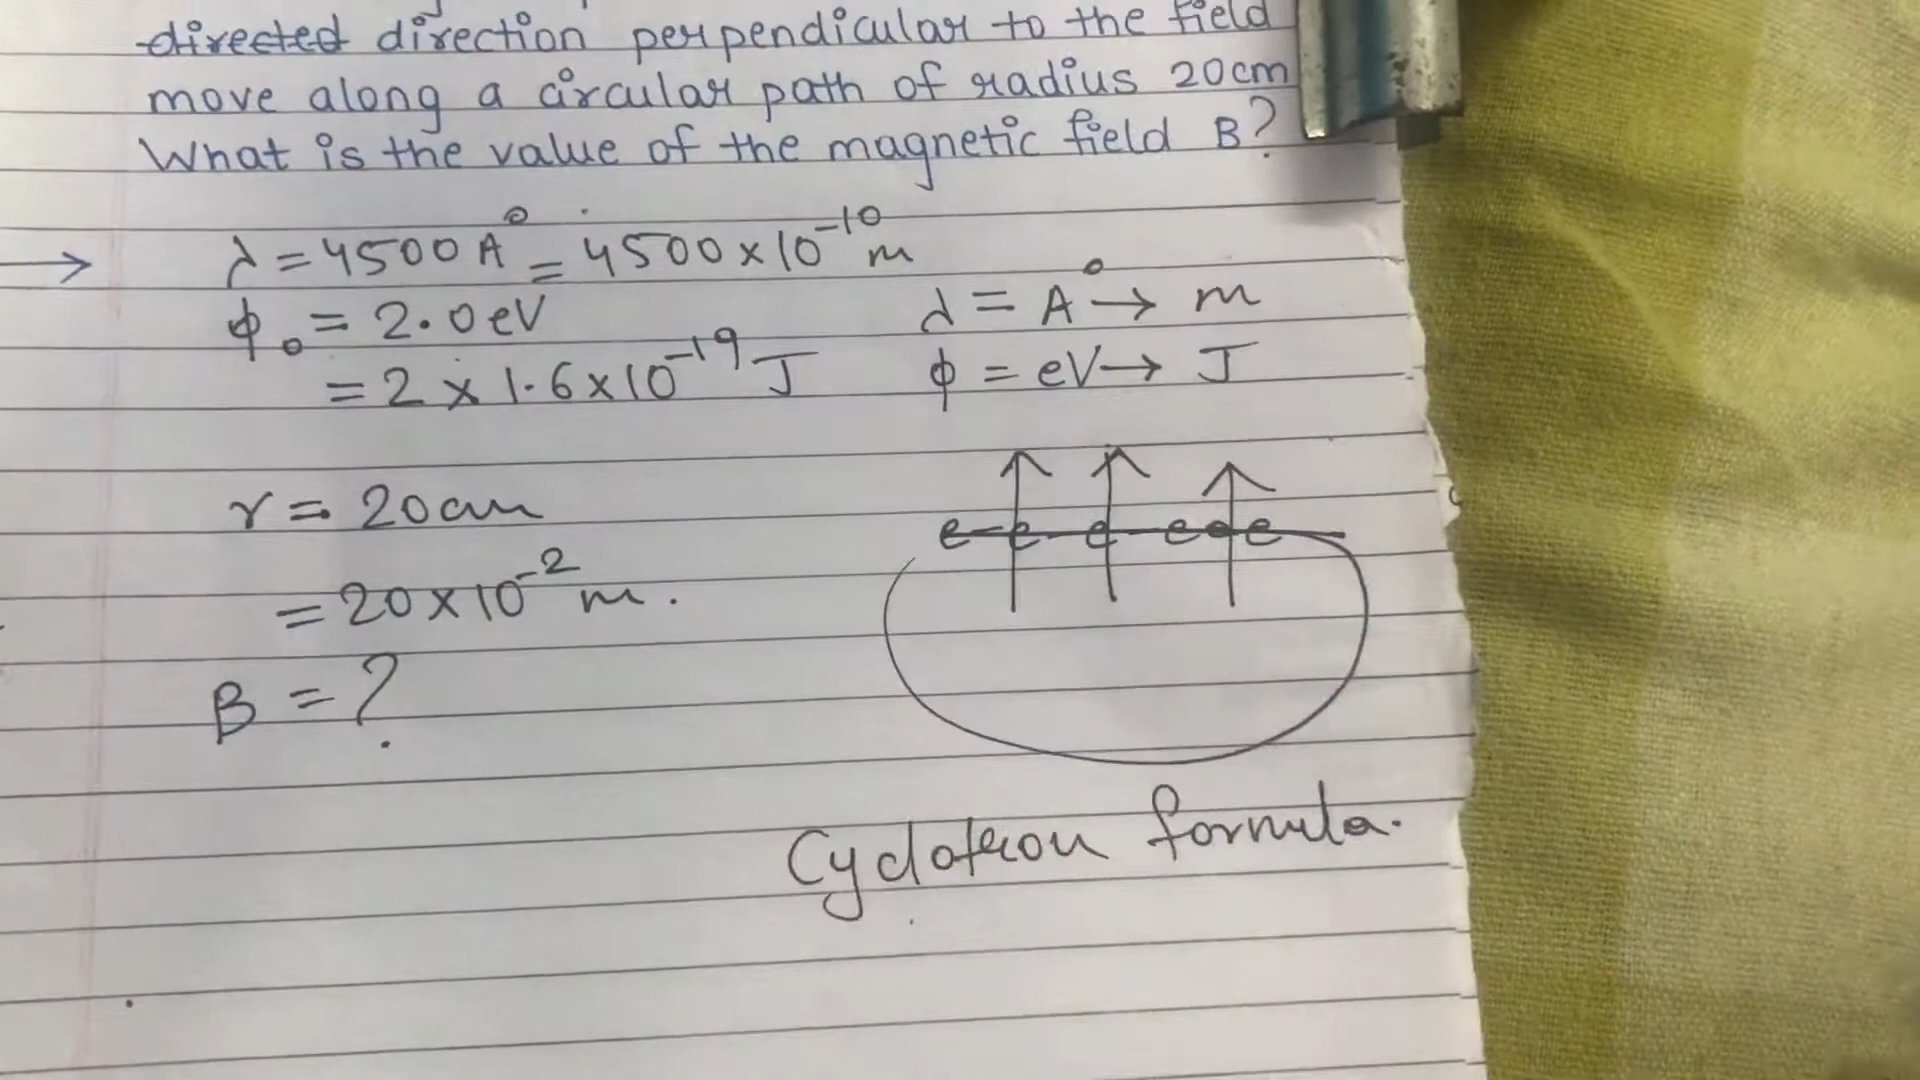 directed direction perpendicular to the field
move along a circular path of radius 20cm
What is the value of the magnetic field B?
→ λ = 4500 A° = 4500 × 10⁻¹⁰ m
ϕ₀ = 2.0 eV
λ = A° → m
= 2 × 1.6 × 10⁻¹⁹ J
ϕ = eV → J
r = 20 cm
e e e e e
= 20 × 10⁻² m.
B = ?
Cyclotron formula.